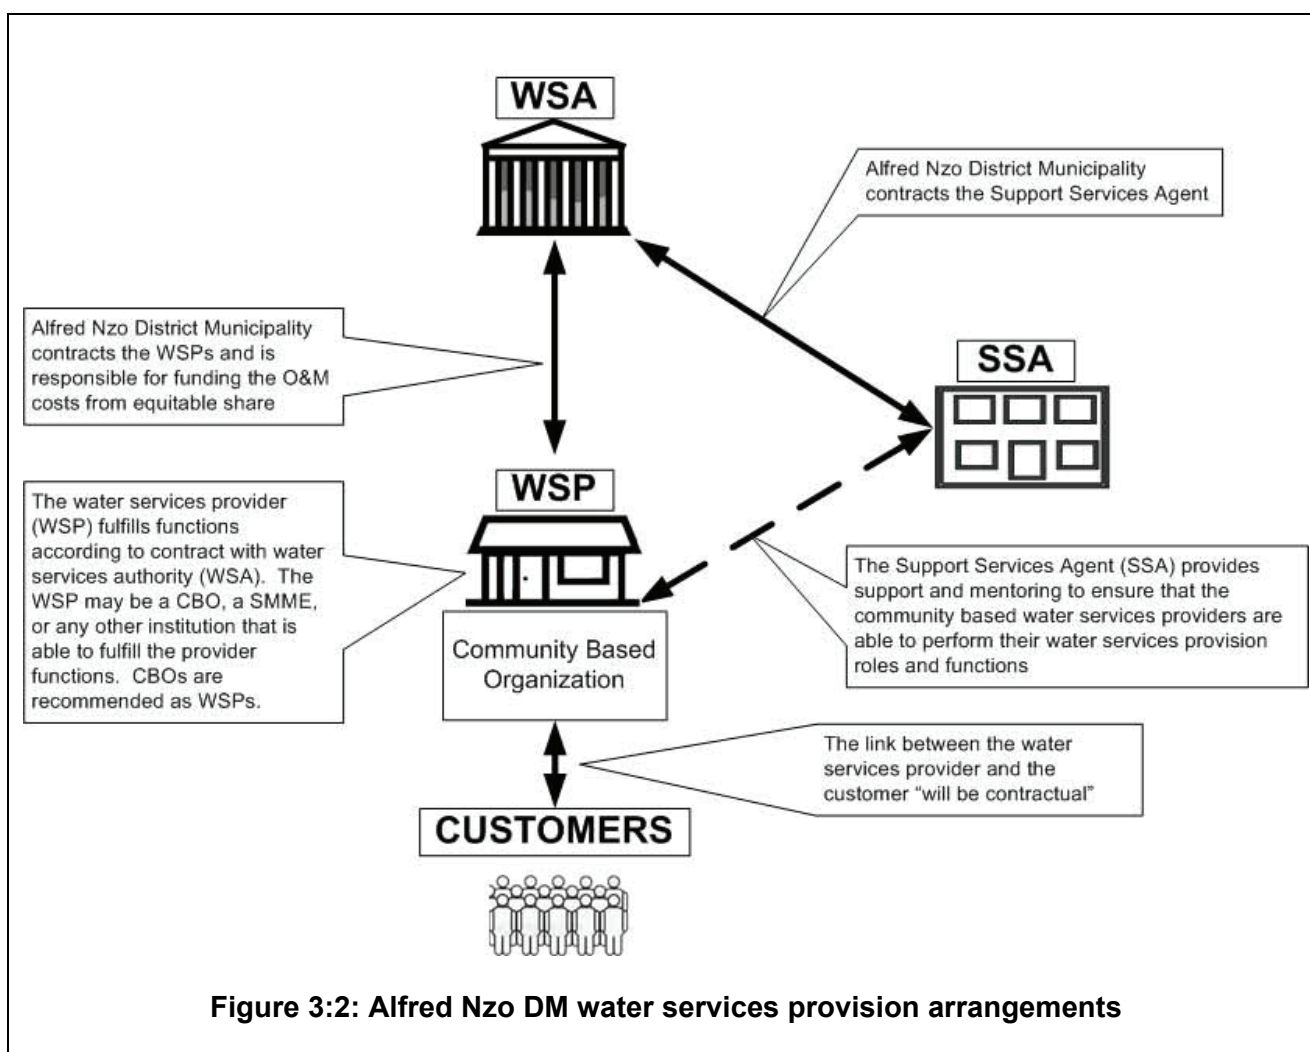 WSA
Alfred Nzo District Municipality
contracts the Support Services Agent
Alfred Nzo District Municipality
contracts the WSPs and is
responsible for funding the O&M
costs from equitable share
SSA
WSP
The water services provider
(WSP) fulfills functions
according to contract with water
services authority (WSA).  The
WSP may be a CBO, a SMME,
or any other institution that is
able to fulfill the provider
functions.  CBOs are
recommended as WSPs.
The Support Services Agent (SSA) provides
support and mentoring to ensure that the
community based water services providers are
able to perform their water services provision
roles and functions
Community Based
Organization
The link between the water
services provider and the
customer “will be contractual”
CUSTOMERS
Figure 3:2: Alfred Nzo DM water services provision arrangements